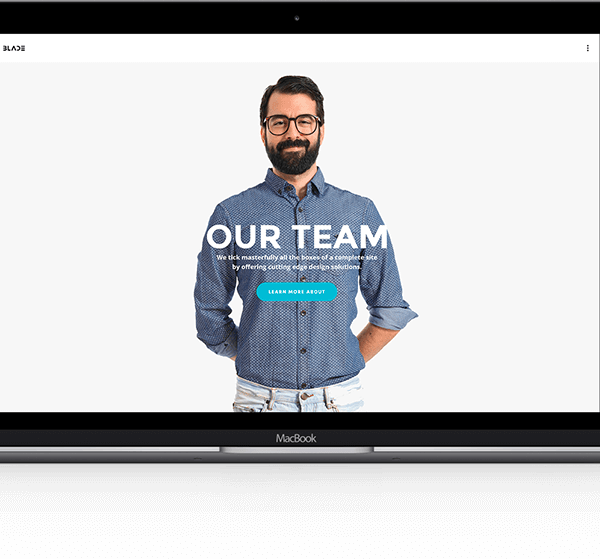 BLADE
OUR TEAM
We tick masterfully all the boxes of a complete site
by offering cutting edge design solutions.
LEARN MORE ABOUT
MacBook